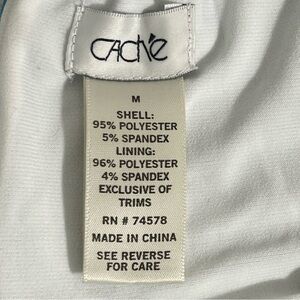 CACHÉ
M
SHELL:
95% POLYESTER
5% SPANDEX
LINING:
96% POLYESTER
4% SPANDEX
EXCLUSIVE OF
TRIMS
RN # 74578
MADE IN CHINA
SEE REVERSE
FOR CARE